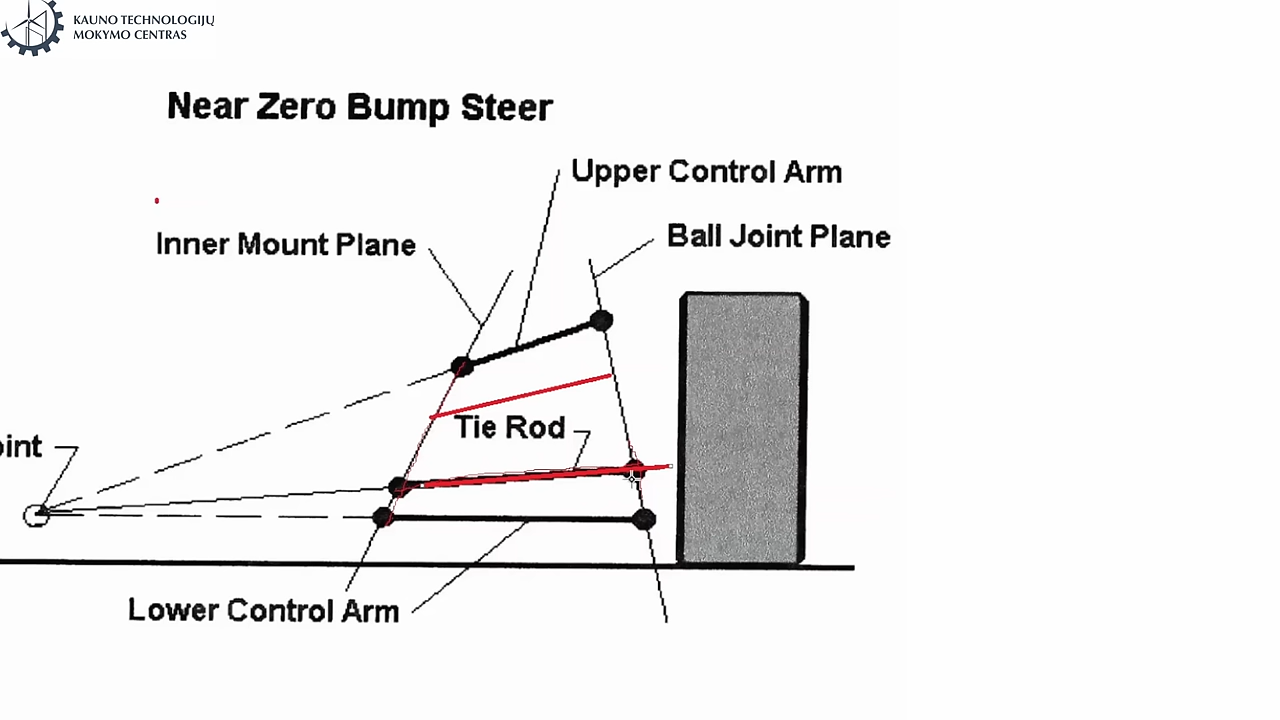 KAUNO TECHNOLOGIJŲ
MOKYMO CENTRAS
Near Zero Bump Steer
Upper Control Arm
Ball Joint Plane
Inner Mount Plane
Tie Rod
Lower Control Arm